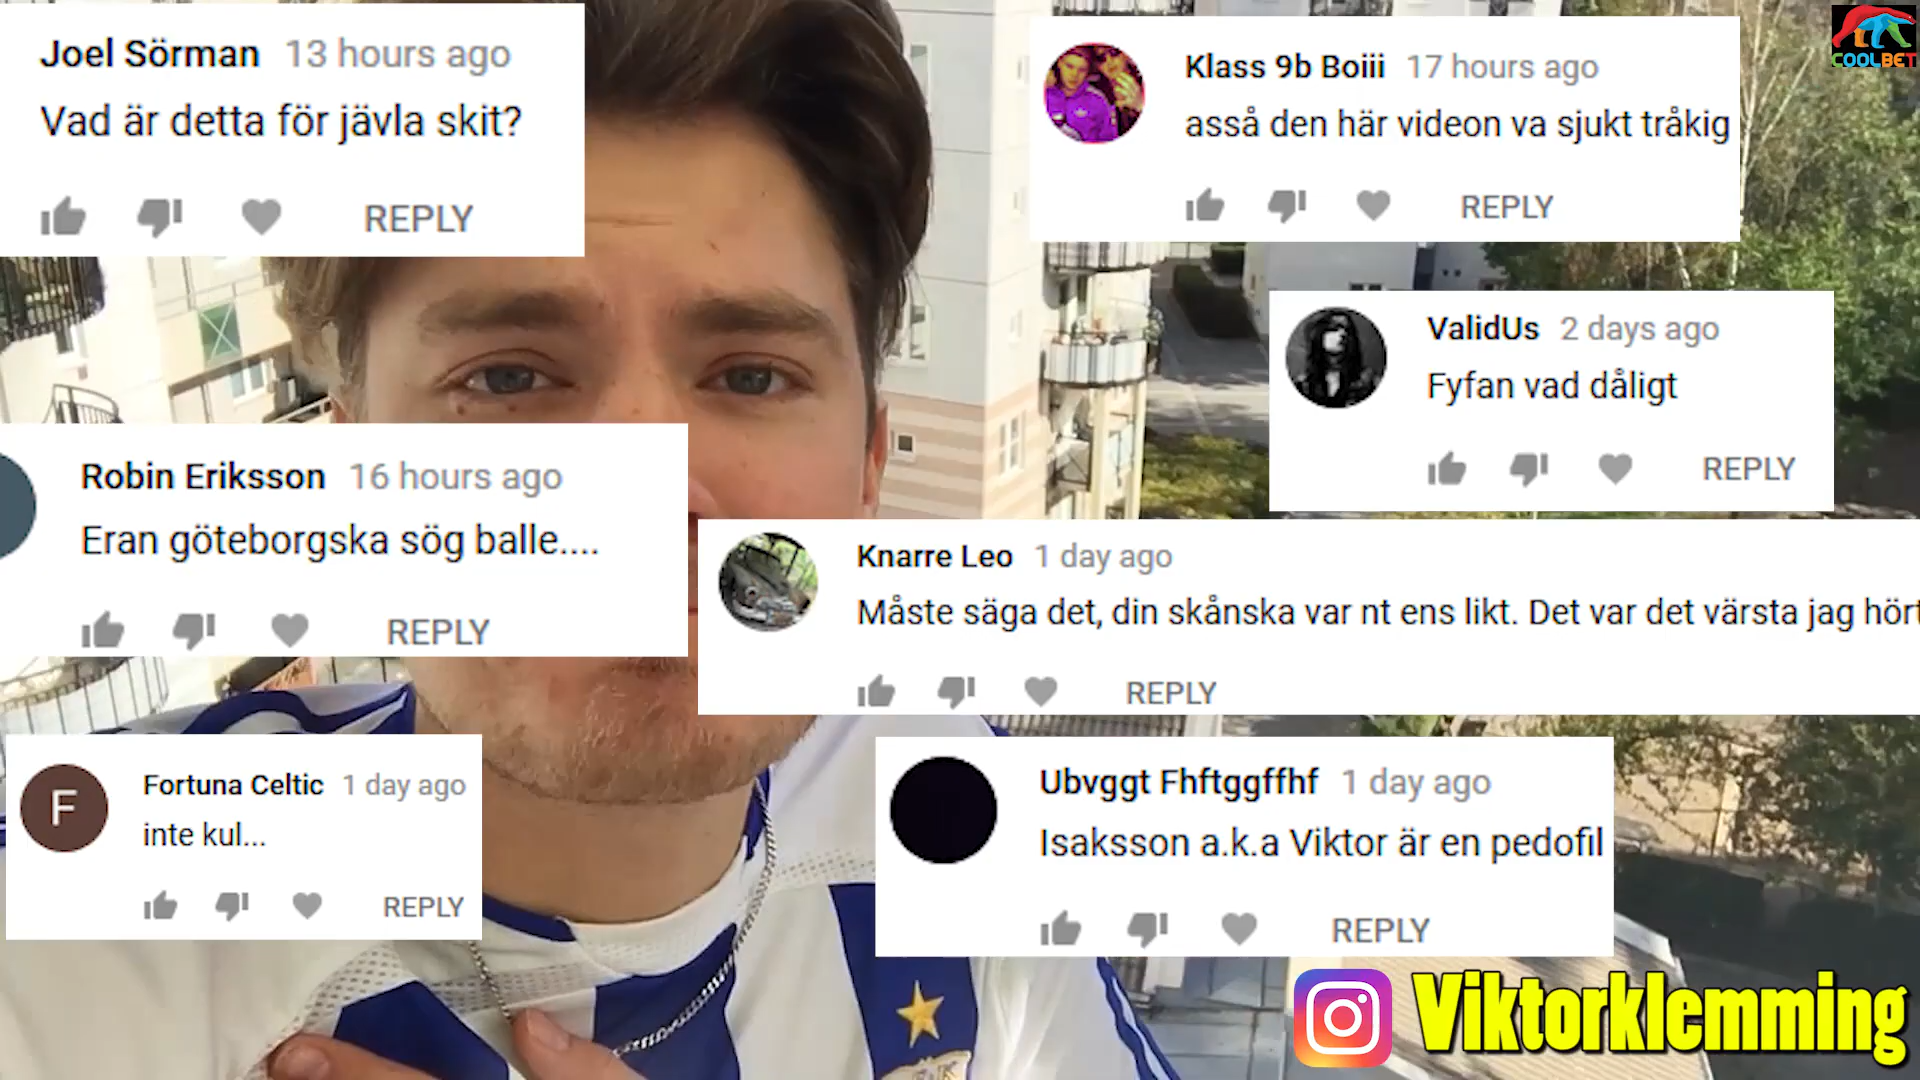 Joel Sörman 13 hours ago
Vad är detta för jävla skit?
REPLY
Klass 9b Boiii 17 hours ago
asså den här videon va sjukt tråkig
REPLY
COOLBET
ValidUs 2 days ago
Fyfan vad dåligt
REPLY
Robin Eriksson 16 hours ago
Eran göteborgska sög balle....
REPLY
Knarre Leo 1 day ago
Måste säga det, din skånska var nt ens likt. Det var det värsta jag hört
REPLY
F
Fortuna Celtic 1 day ago
inte kul...
REPLY
Ubvggt Fhftggffhf 1 day ago
Isaksson a.k.a Viktor är en pedofil
REPLY
Viktorklemming